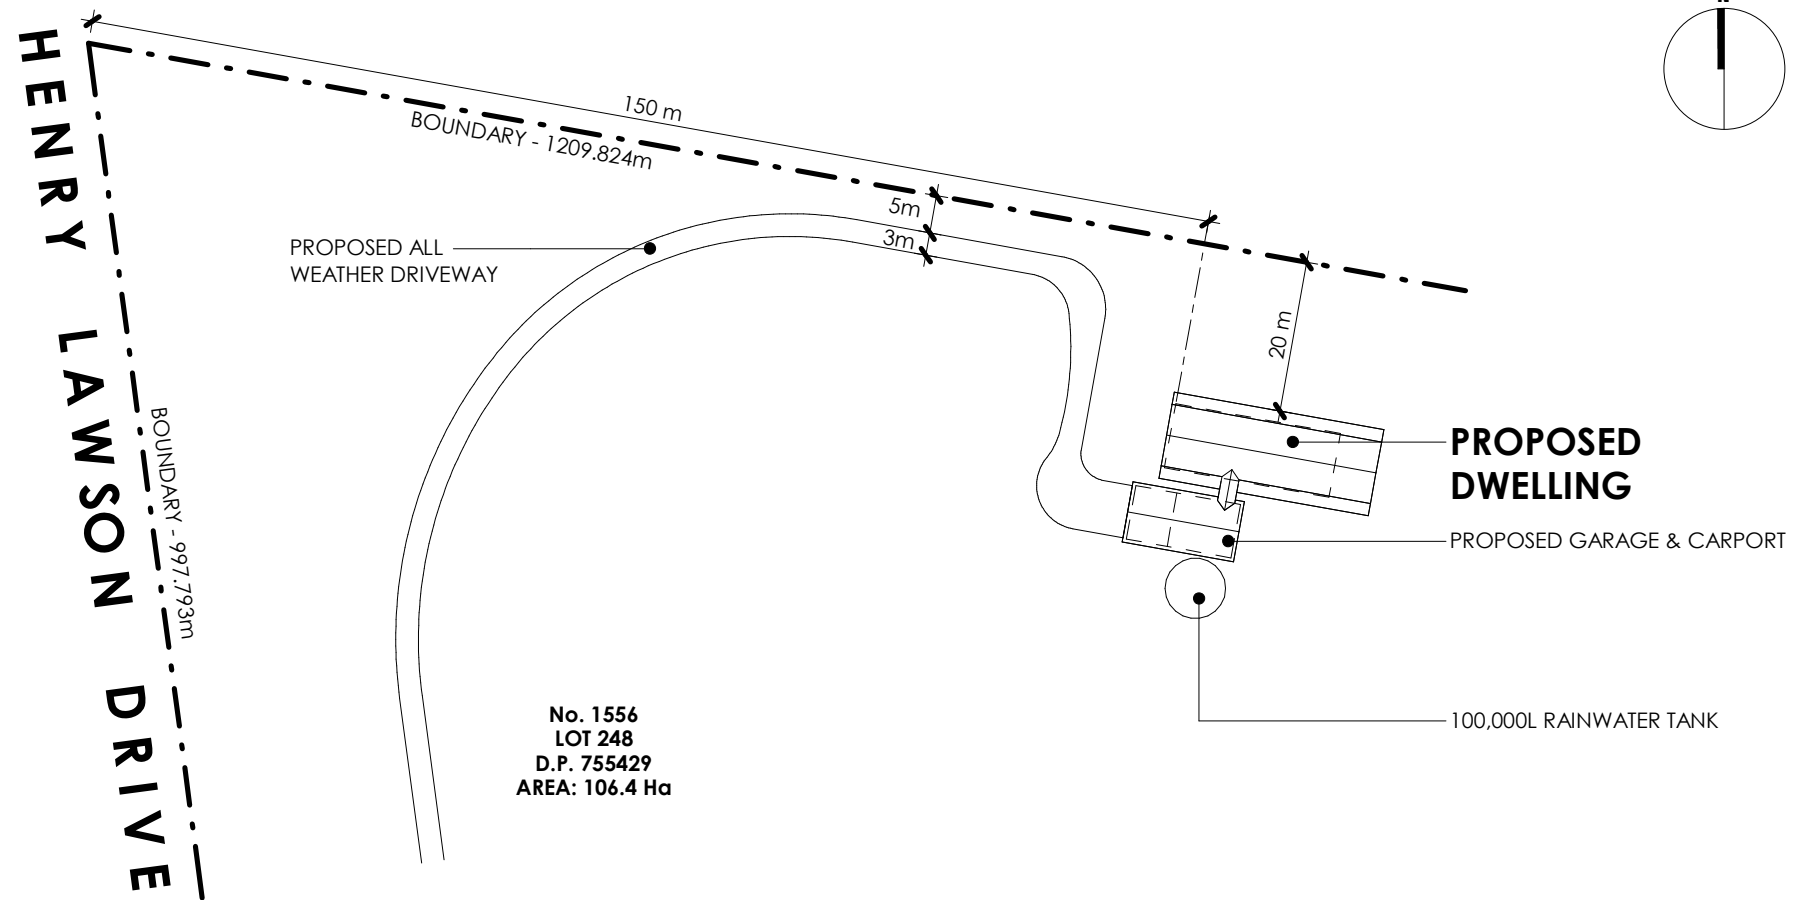 HENRY LAWSON DRIVE
150 m
BOUNDARY - 1209.824m
5m
3m
PROPOSED ALL
WEATHER DRIVEWAY
20 m
BOUNDARY - 997.793m
PROPOSED
DWELLING
PROPOSED GARAGE & CARPORT
100,000L RAINWATER TANK
No. 1556
LOT 248
D.P. 755429
AREA: 106.4 Ha